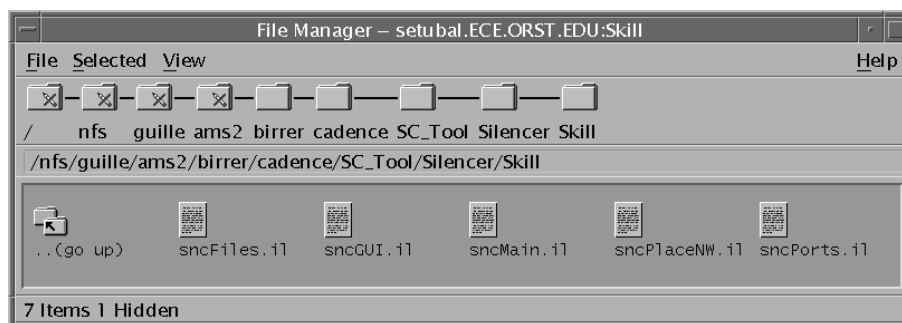 File Manager – setubal.ECE.ORST.EDU:Skill
File Selected View Help
/ nfs guille ams2 birrer cadence SC_Tool Silencer Skill
/nfs/guille/ams2/birrer/cadence/SC_Tool/Silencer/Skill
..(go up) sncFiles.il sncGUI.il sncMain.il sncPlaceNW.il sncPorts.il
7 Items 1 Hidden